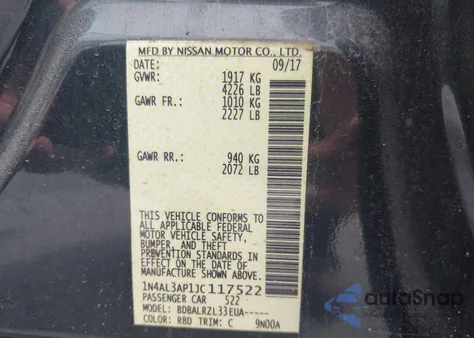 MFD BY NISSAN MOTOR CO., LTD.
DATE: 09/17
GVWR: 1917 KG
4226 LB
GAWR FR.: 1010 KG
2227 LB
GAWR RR.: 940 KG
2072 LB
THIS VEHICLE CONFORMS TO
ALL APPLICABLE FEDERAL
MOTOR VEHICLE SAFETY,
BUMPER, AND THEFT
PREVENTION STANDARDS IN
EFFECT ON THE DATE OF
MANUFACTURE SHOWN
ABOVE.
1N4AL3AP1JC117522
PASSENGER CAR 522
MODEL: BDBALRZL33EUA-----
COLOR: RBD TRIM: C 9N00A
autoSnap